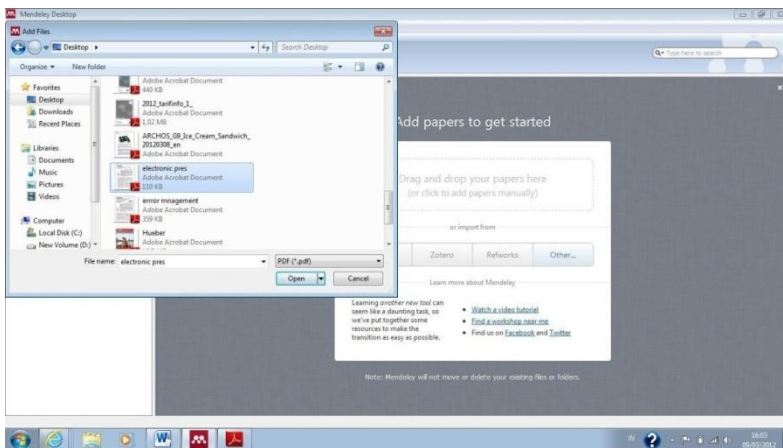 Mendeley Desktop
Add Files
Desktop
Search Desktop
Organize
New folder
Favorites
Desktop
Downloads
Recent Places
Libraries
Documents
Music
Pictures
Videos
Computer
Local Disk (C:)
New Volume (D:)
Adobe Acrobat Document
440 KB
2012_tarifinfo_1_
Adobe Acrobat Document
1,02 MB
ARCHOS_G9_Ice_Cream_Sandwich_
20120308_en
Adobe Acrobat Document
electronic pres
Adobe Acrobat Document
110 KB
error mnagement
Adobe Acrobat Document
359 KB
Hueber
Adobe Acrobat Document
File name: electronic pres
PDF (*.pdf)
Open
Cancel
Type here to search
Add papers to get started
Drag and drop your papers here
(or click to add papers manually)
or import from
Zotero
Refworks
Other...
Learn more about Mendeley
Learning another new tool can
seem like a daunting task, so
we've put together some
resources to make the
transition as easy as possible.
Watch a video tutorial
Find a workshop near me
Find us on Facebook and Twitter
Note: Mendeley will not move or delete your existing files or folders.
16:03
08/03/2012